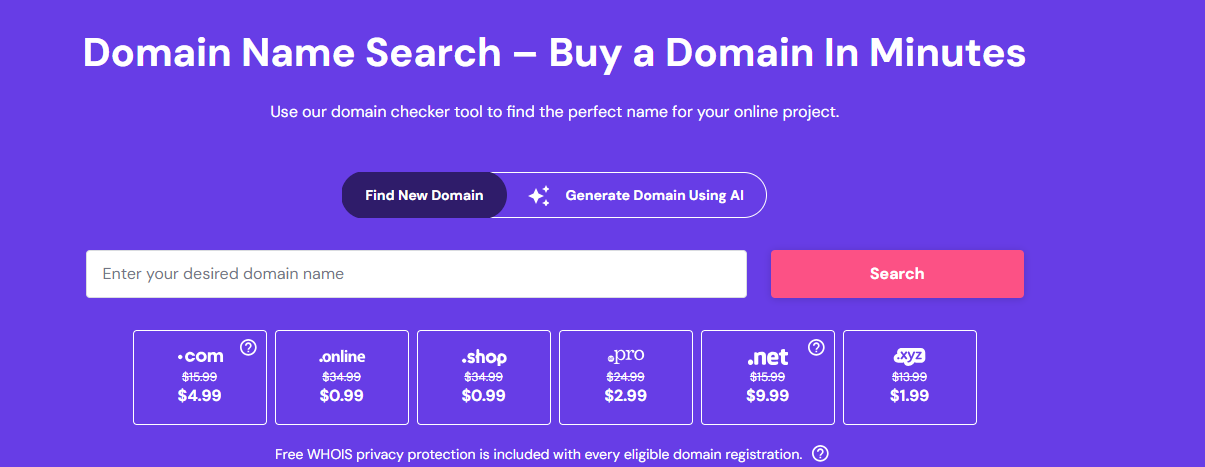 Domain Name Search – Buy a Domain In Minutes
Use our domain checker tool to find the perfect name for your online project.
Find New Domain Generate Domain Using AI
Enter your desired domain name Search
.com .online .shop .pro .net .xyz
$15.99 $34.99 $34.99 $24.99 $15.99 $13.99
$4.99 $0.99 $0.99 $2.99 $9.99 $1.99
Free WHOIS privacy protection is included with every eligible domain registration.